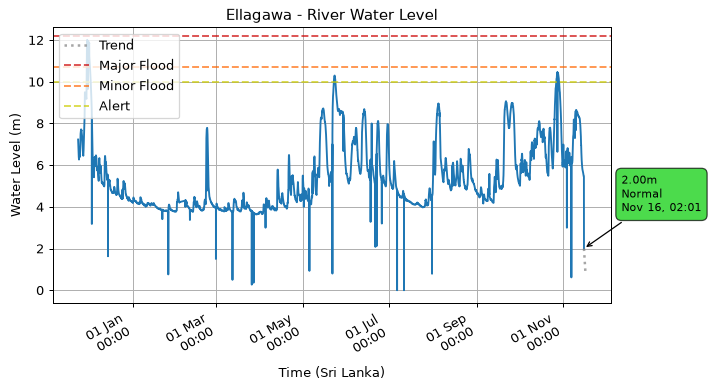 Ellagawa - River Water Level
Water Level (m)
12
10
8
6
4
2
0
Trend
Major Flood
Minor Flood
Alert
2.00m
Normal
Nov 16, 02:01
01 Jan
00:00
01 Mar
00:00
01 May
00:00
01 Jul
00:00
01 Sep
00:00
01 Nov
00:00
Time (Sri Lanka)